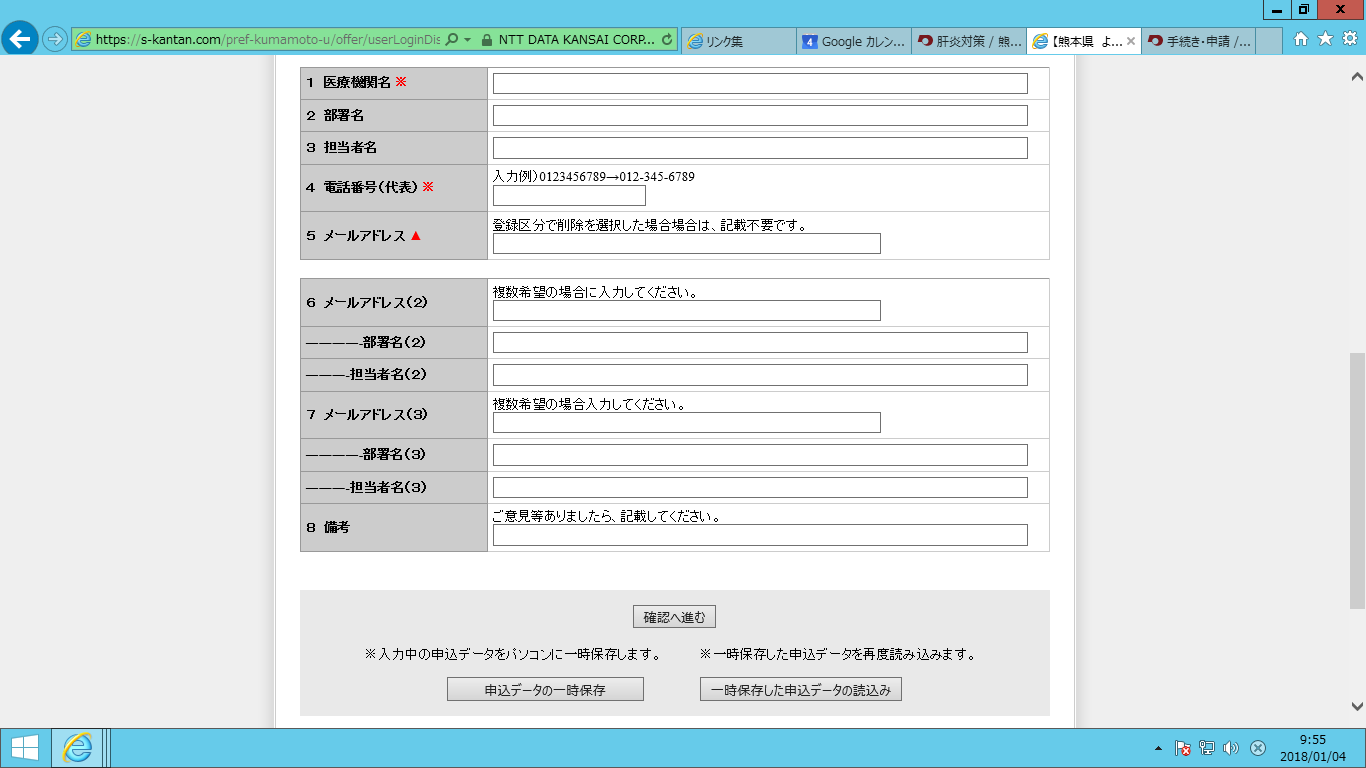 https://s-kantan.com/pref-kumamoto-u/offer/userLoginDis
NTT DATA KANSAI CORP...
リンク集
4 Google カレン...
肝炎対策 / 熊...
【熊本県 よ...
手続き・申請 /...
1 医療機関名 ※
2 部署名
3 担当者名
4 電話番号(代表) ※
入力例)0123456789→012-345-6789
5 メールアドレス ▲
登録区分で削除を選択した場合場合は、記載不要です。
6 メールアドレス(2)
複数希望の場合に入力してください。
―――――-部署名(2)
――――-担当者名(2)
7 メールアドレス(3)
複数希望の場合入力してください。
―――――-部署名(3)
――――-担当者名(3)
8 備考
ご意見等ありましたら、記載してください。
確認へ進む
※入力中の申込データをパソコンに一時保存します。
※一時保存した申込データを再度読み込みます。
申込データの一時保存
一時保存した申込データの読込み
9:55
2018/01/04